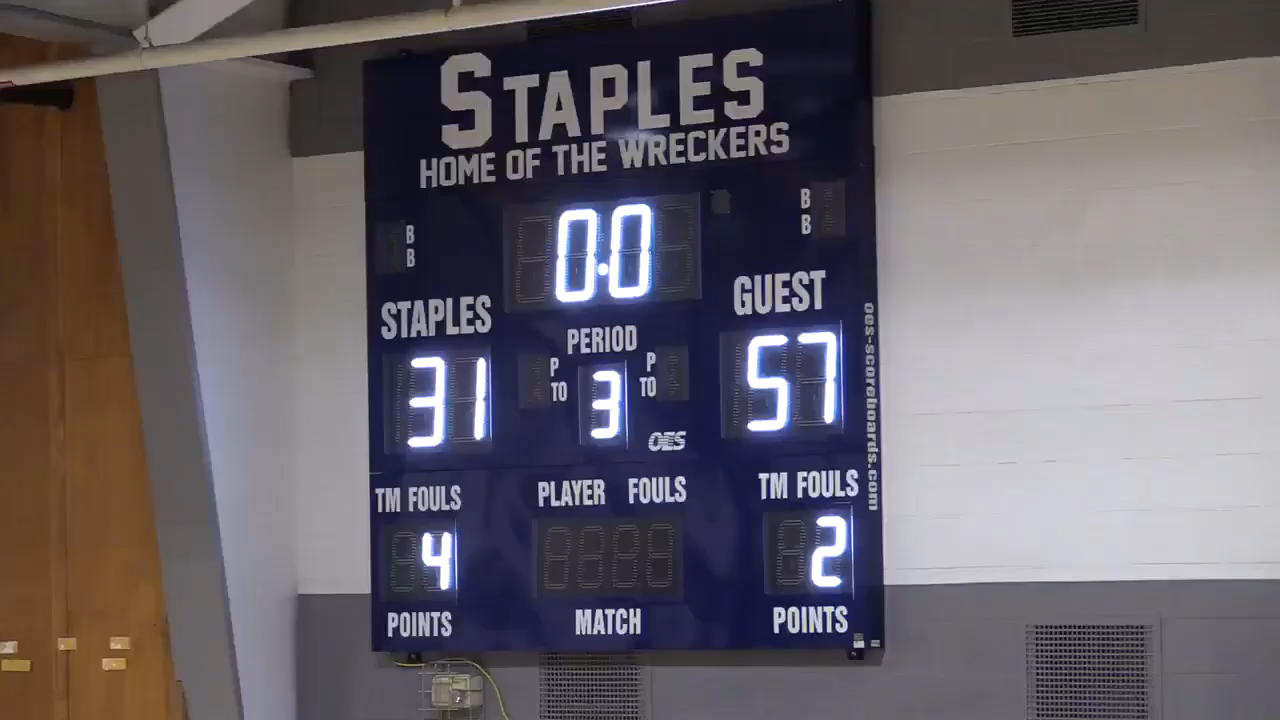 STAPLES
HOME OF THE WRECKERS
B
B
0.0
B
B
STAPLES
GUEST
PERIOD
31
P
TO
3
P
TO
57
OES
oes-scoreboards.com
TM FOULS
PLAYER FOULS
TM FOULS
4
2
POINTS
MATCH
POINTS